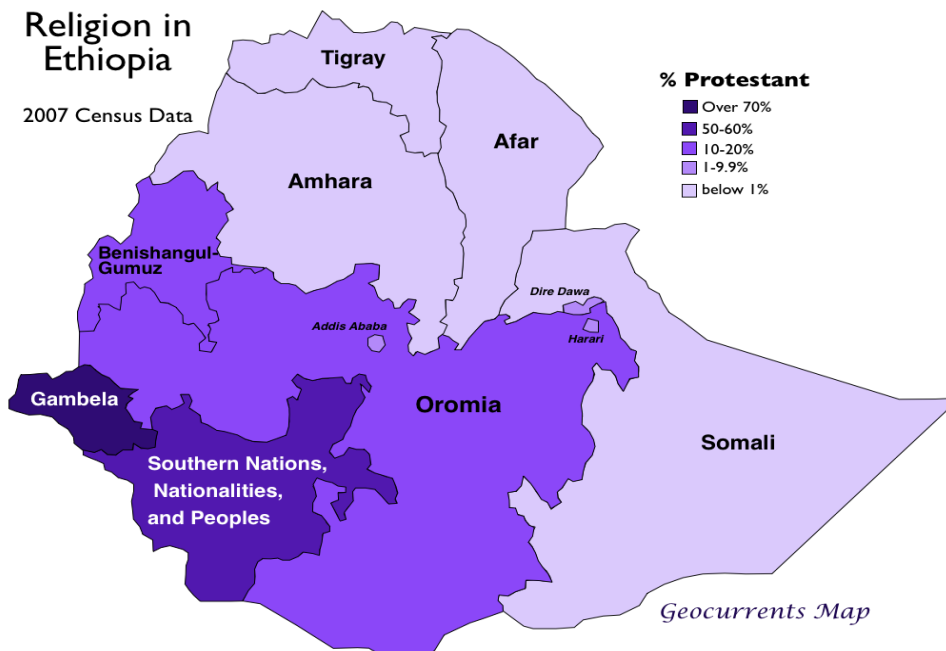 Religion in
Ethiopia
2007 Census Data
Tigray
Afar
Amhara
% Protestant
Over 70%
50-60%
10-20%
1-9.9%
below 1%
Benishangul-
Gumuz
Dire Dawa
Addis Ababa
Harari
Gambela
Oromia
Somali
Southern Nations,
Nationalities,
and Peoples
Geocurrents Map